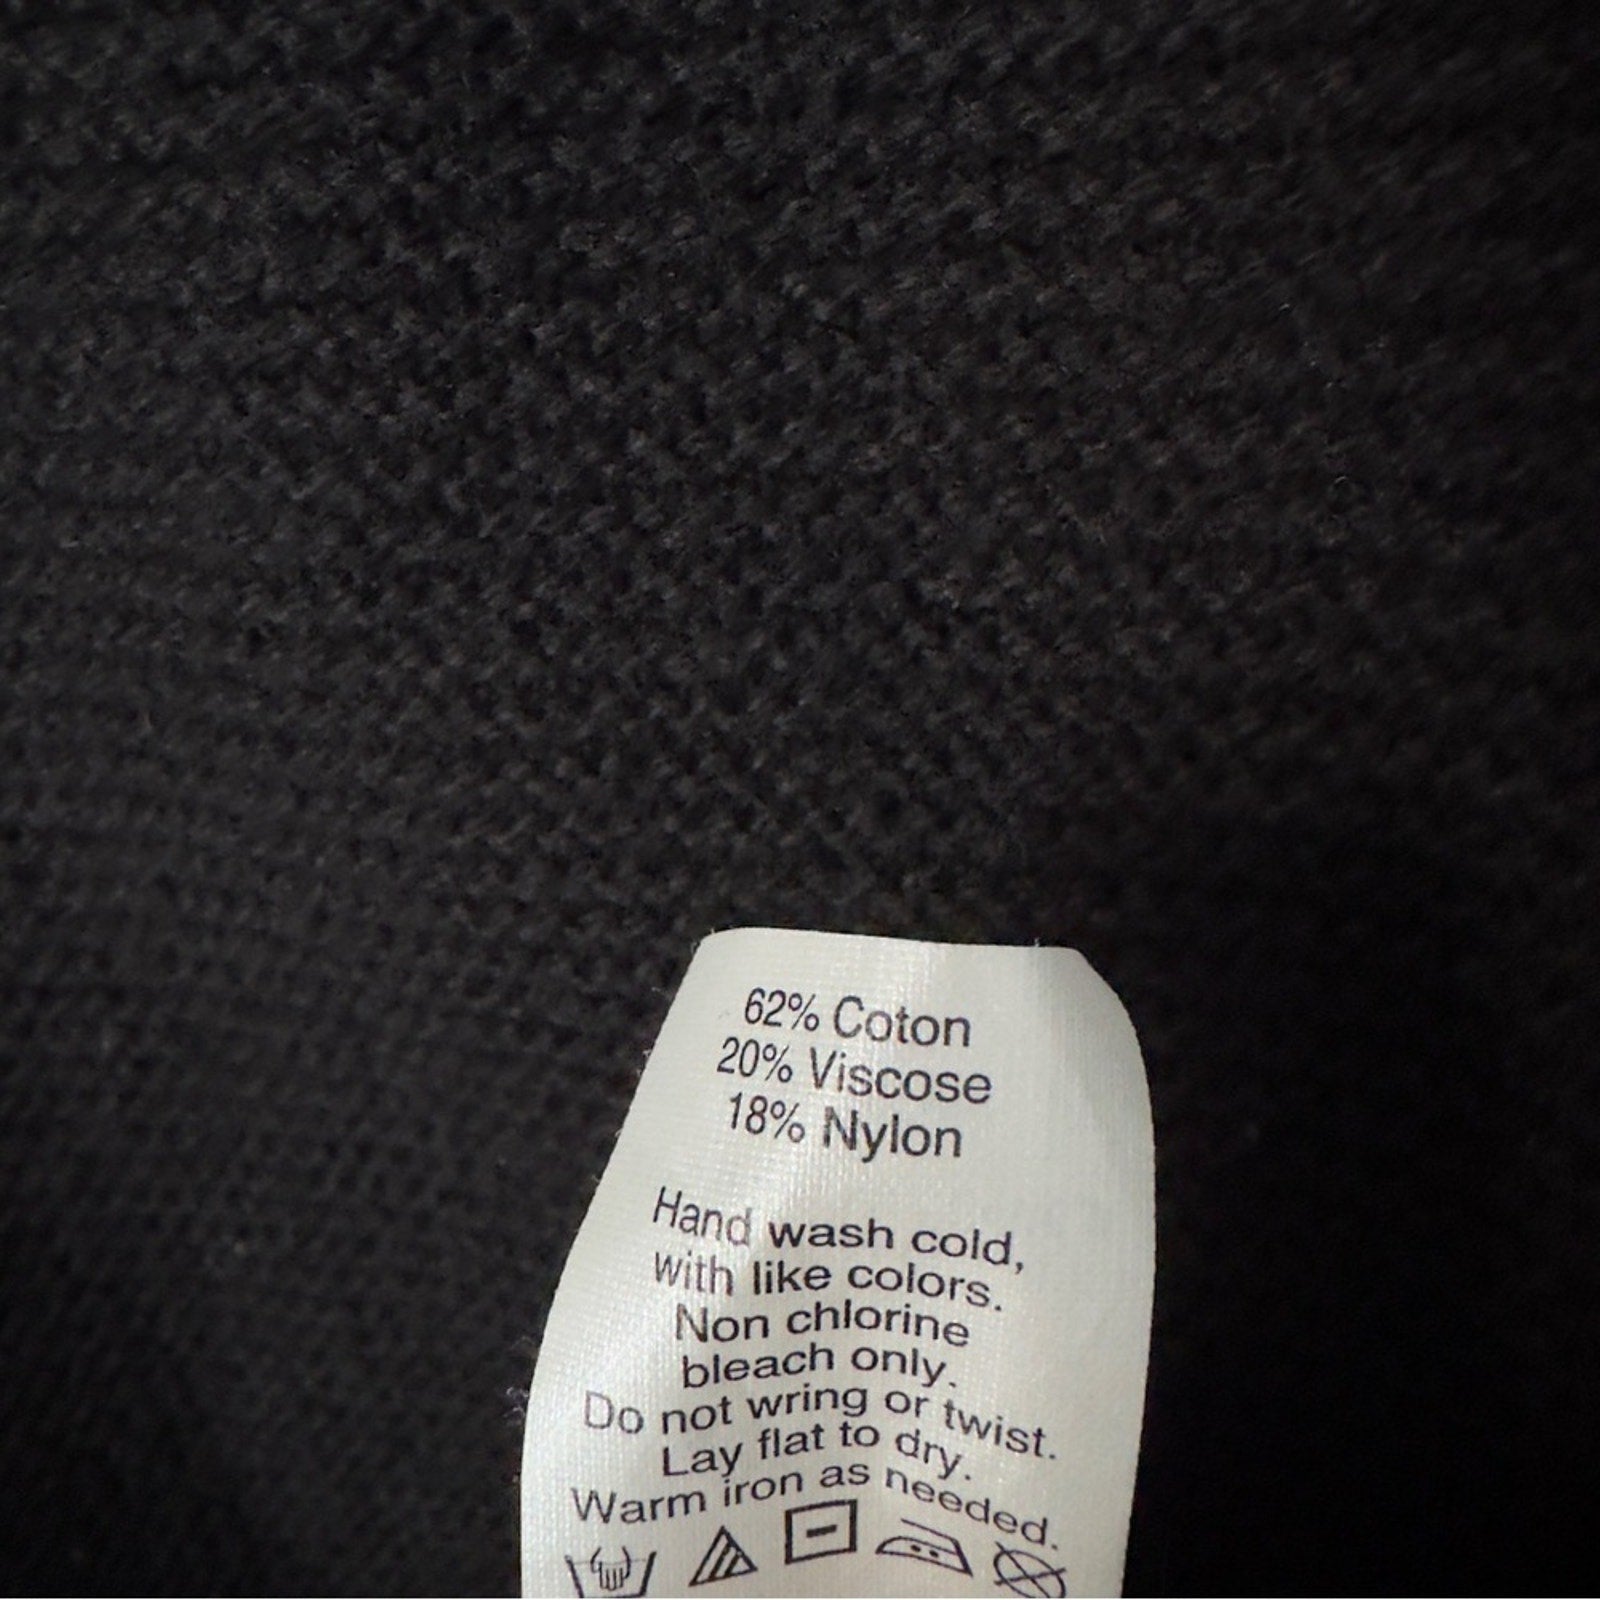 62% Coton
20% Viscose
18% Nylon
Hand wash cold,
with like colors.
Non chlorine
bleach only.
Do not wring or twist.
Lay flat to dry.
Warm iron as needed.